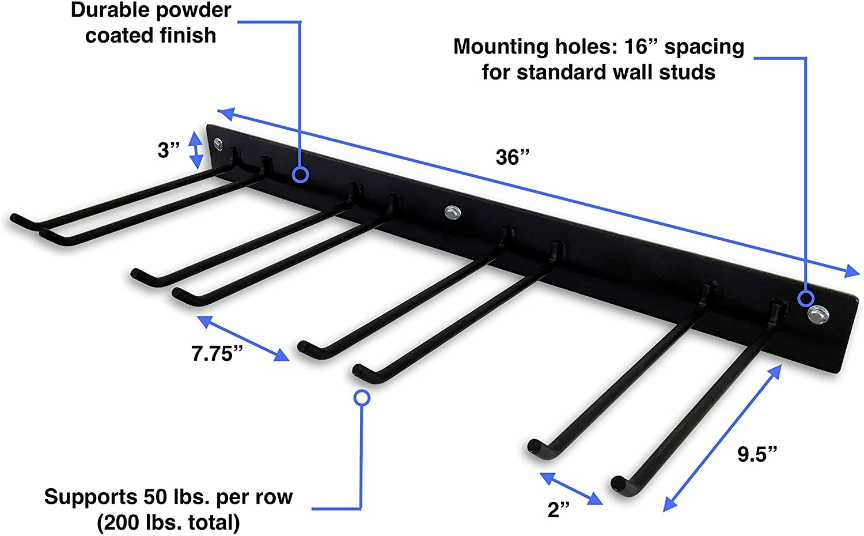 Durable powder
coated finish
Mounting holes: 16” spacing
for standard wall studs
3”
36”
7.75”
9.5”
2”
Supports 50 lbs. per row
(200 lbs. total)